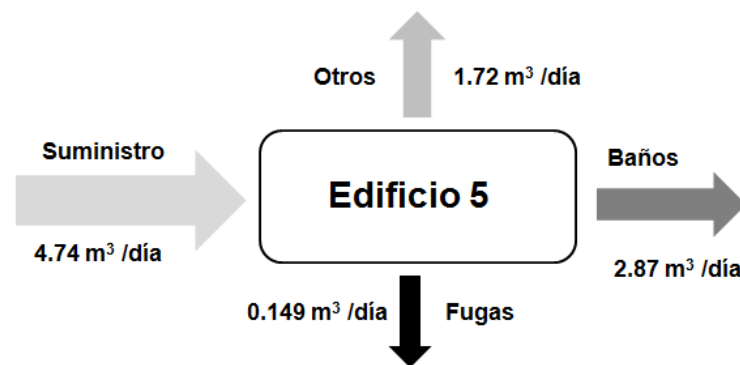 Otros
1.72 m³ /día
Suministro
4.74 m³ /día
Edificio 5
Baños
2.87 m³ /día
0.149 m³ /día
Fugas